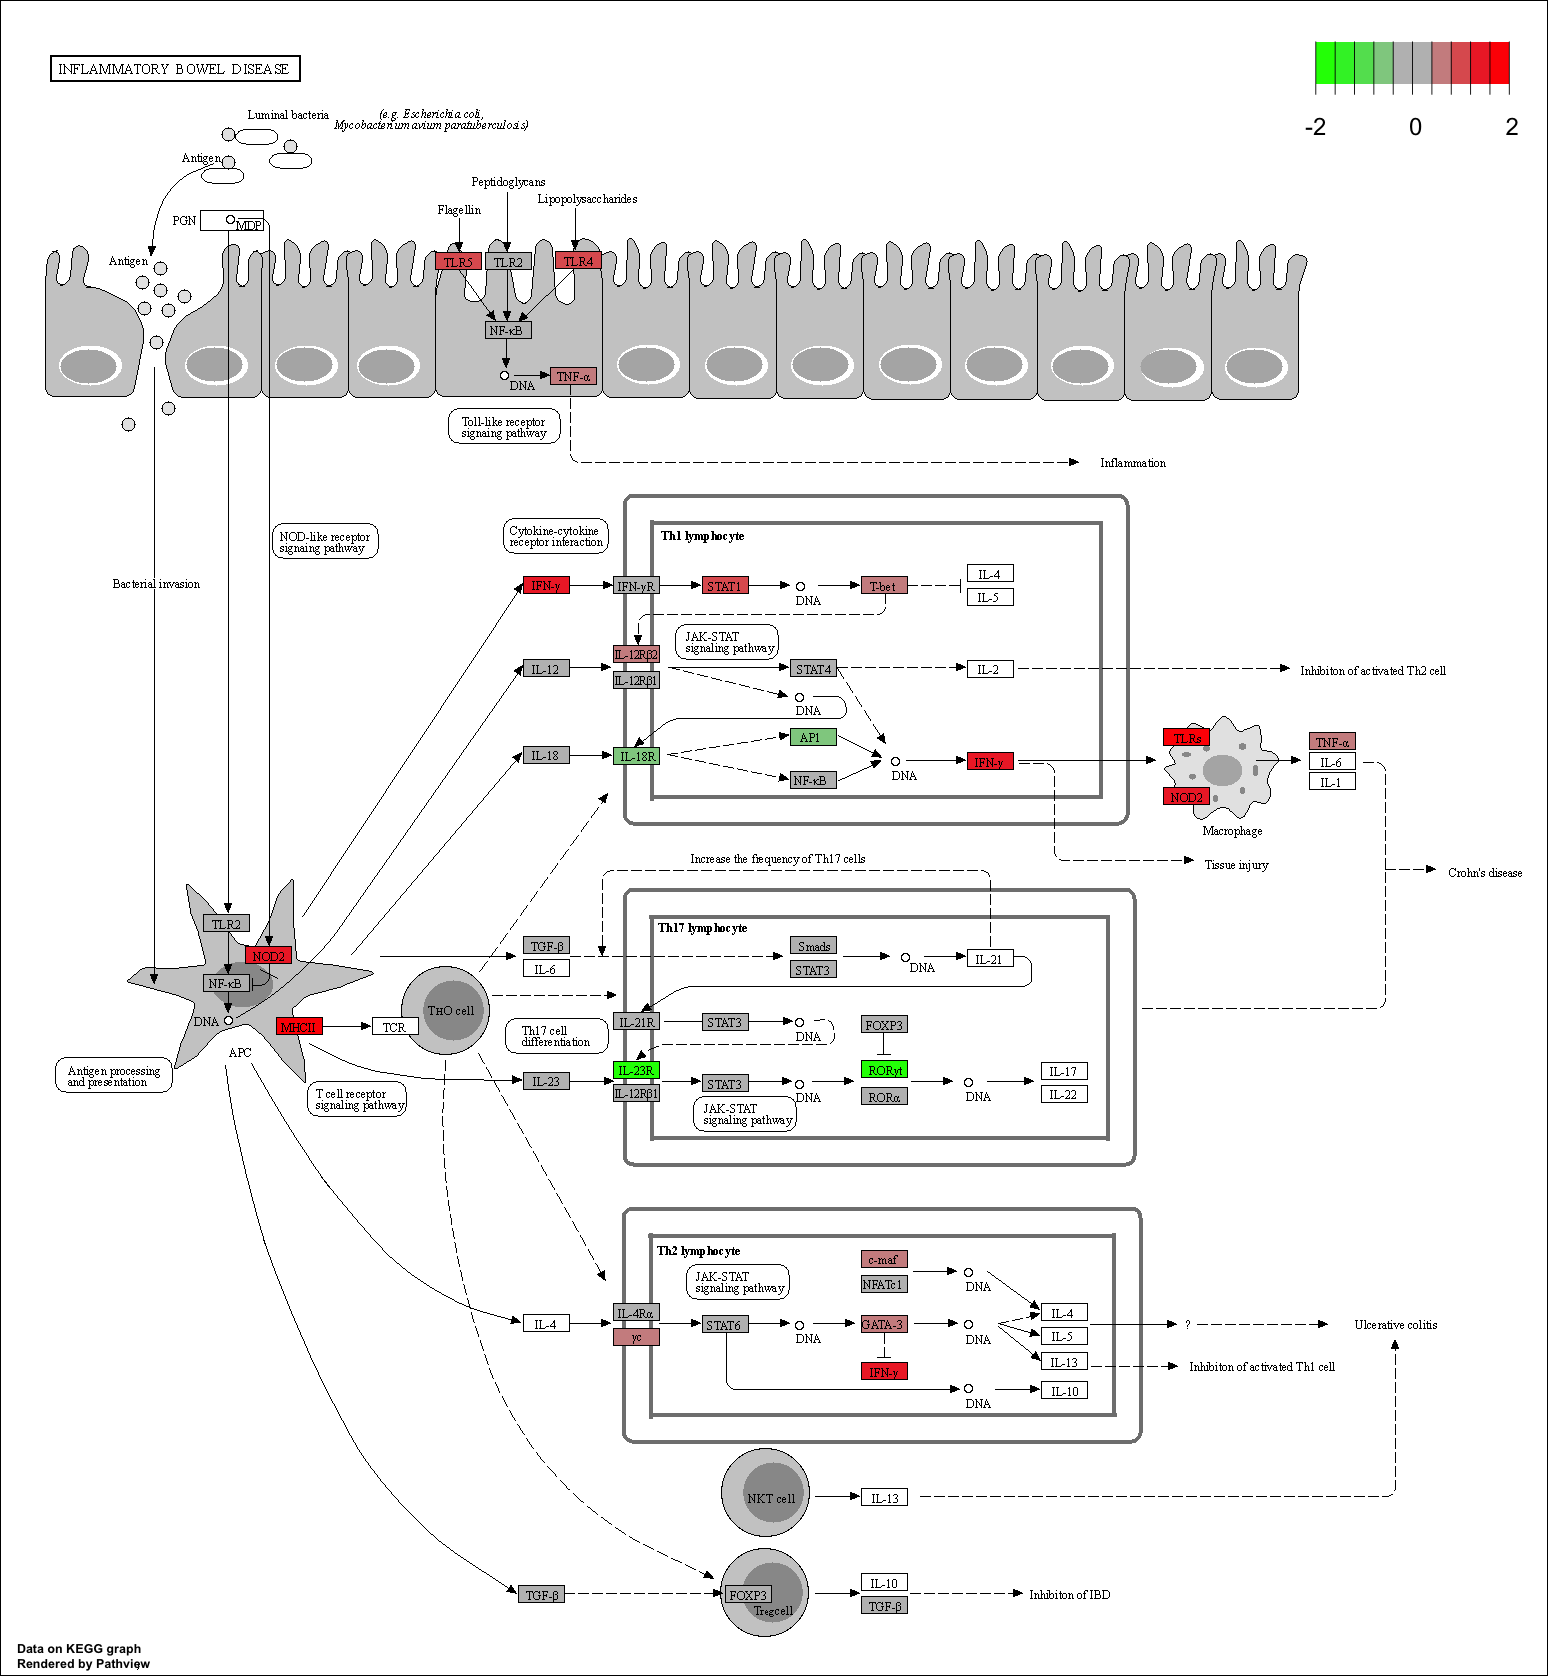 INFLAMMATORY BOWEL DISEASE
-2
0
2
Luminal bacteria
(e.g. Escherichia coli,
Mycobacterium avium paratuberculosis)
Antigen
PGN
MDP
Antigen
Peptidoglycans
Flagellin
Lipopolysaccharides
TLR5
TLR2
TLR4
NF-κB
DNA
TNF-α
Toll-like receptor
signaing pathway
Inflammation
NOD-like receptor
signaing pathway
Cytokine-cytokine
receptor interaction
Bacterial invasion
Th1 lymphocyte
IFN-γ
IFN-γR
STAT1
DNA
T-bet
IL-4
IL-5
JAK-STAT
signaling pathway
IL-12
IL-12Rβ2
IL-12Rβ1
STAT4
DNA
IL-2
Inhibiton of activated Th2 cell
IL-18
IL-18R
AP1
NF-κB
DNA
IFN-γ
TLRs
NOD2
Macrophage
TNF-α
IL-6
IL-1
Tissue injury
Crohn's disease
Increase the frequency of Th17 cells
TLR2
NOD2
NF-κB
DNA
MHCII
TCR
TH0 cell
APC
Antigen processing
and presentation
T cell receptor
signaling pathway
Th17 lymphocyte
TGF-β
IL-6
Smads
STAT3
DNA
IL-21
Th17 cell
differentiation
IL-21R
STAT3
DNA
FOXP3
IL-23
IL-23R
IL-12Rβ1
STAT3
DNA
RORγt
RORα
DNA
IL-17
IL-22
JAK-STAT
signaling pathway
Th2 lymphocyte
JAK-STAT
signaling pathway
c-maf
NFATc1
DNA
IL-4
IL-4Rα
γc
STAT6
DNA
GATA-3
DNA
IFN-γ
IL-4
IL-5
IL-13
?
Ulcerative colitis
Inhibiton of activated Th1 cell
DNA
IL-10
NKT cell
IL-13
TGF-β
FOXP3
Treg cell
IL-10
TGF-β
Inhibiton of IBD
Data on KEGG graph
Rendered by Pathview